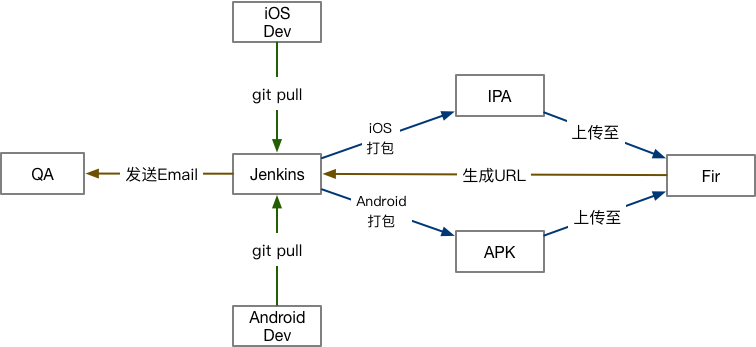 iOS
Dev
git pull
IPA
iOS
打包
上传至
QA
发送Email
Jenkins
生成URL
Fir
Android
打包
上传至
git pull
APK
Android
Dev